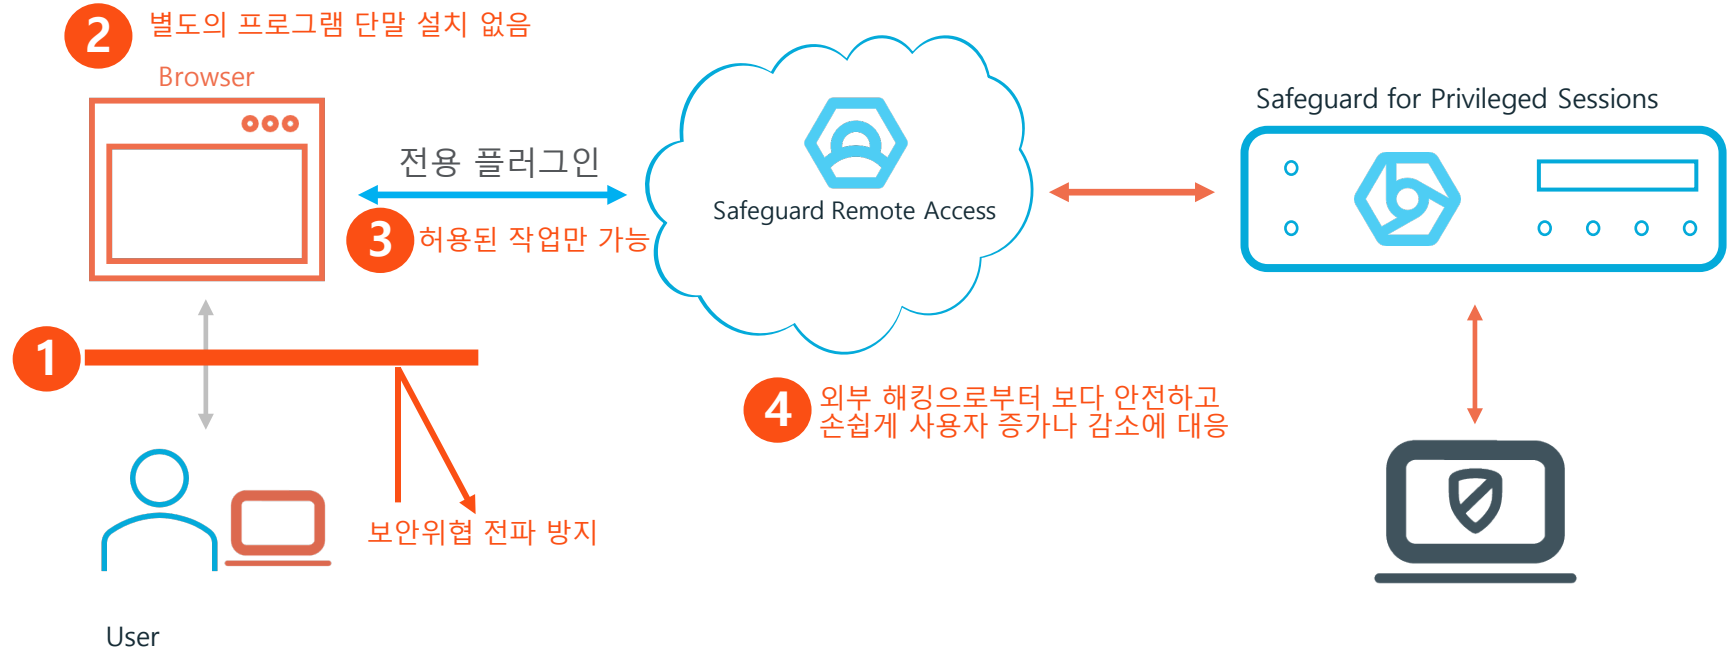 2 별도의 프로그램 단말 설치 없음
Browser
Safeguard for Privileged Sessions
전용 플러그인
Safeguard Remote Access
3 허용된 작업만 가능
1
4 외부 해킹으로부터 보다 안전하고
손쉽게 사용자 증가나 감소에 대응
보안위협 전파 방지
User